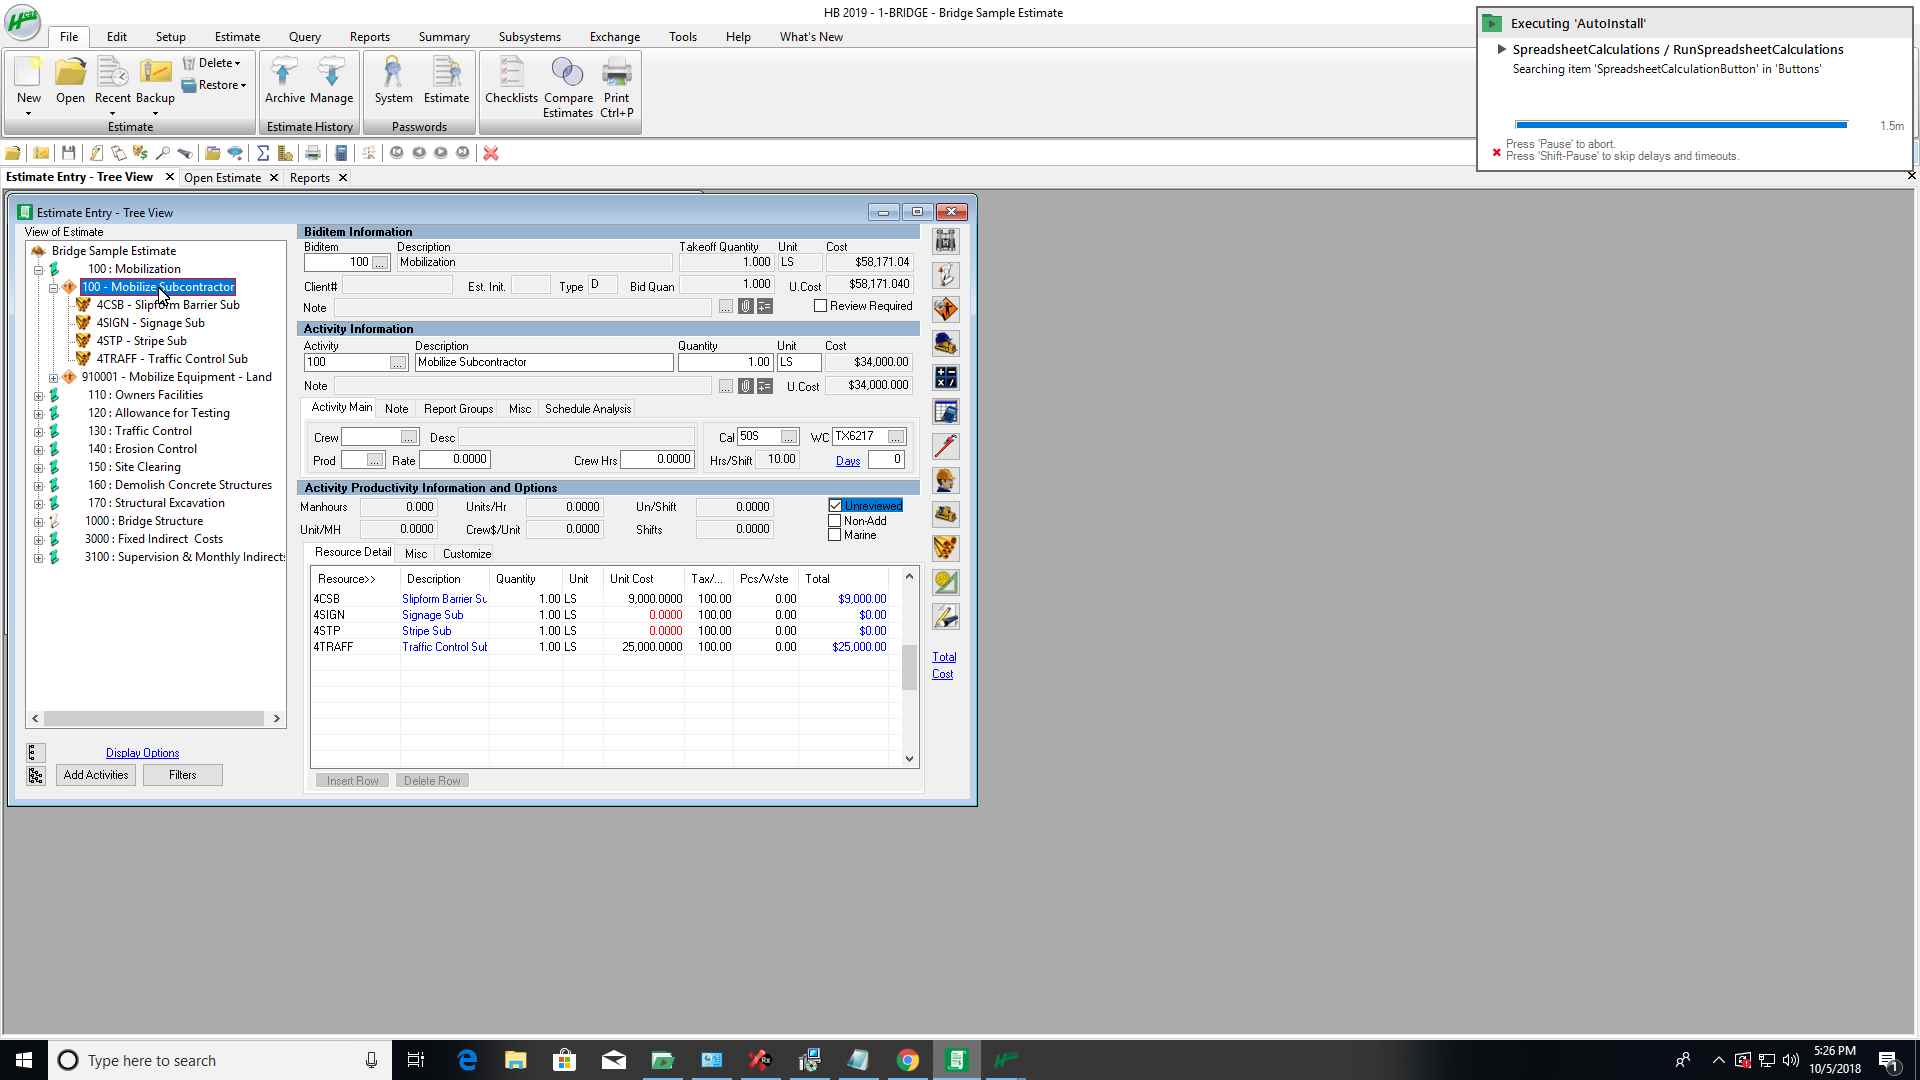 HB 2019 - 1-BRIDGE - Bridge Sample Estimate
File Edit Setup Estimate Query Reports Summary Subsystems Exchange Tools Help What's New
New Open Recent Backup Delete Restore
Estimate
Archive Manage
Estimate History
System Estimate
Passwords
Checklists Compare Estimates Print Ctrl+P
Executing 'AutoInstall'
SpreadsheetCalculations / RunSpreadsheetCalculations
Searching item 'SpreadsheetCalculationButton' in 'Buttons'
1.5m
Press 'Pause' to abort.
Press 'Shift-Pause' to skip delays and timeouts.
Estimate Entry - Tree View Open Estimate Reports
Estimate Entry - Tree View
View of Estimate
Bridge Sample Estimate
100 : Mobilization
100 - Mobilize Subcontractor
4CSB - Slipform Barrier Sub
4SIGN - Signage Sub
4STP - Stripe Sub
4TRAFF - Traffic Control Sub
910001 - Mobilize Equipment - Land
110 : Owners Facilities
120 : Allowance for Testing
130 : Traffic Control
140 : Erosion Control
150 : Site Clearing
160 : Demolish Concrete Structures
170 : Structural Excavation
1000 : Bridge Structure
3000 : Fixed Indirect Costs
3100 : Supervision & Monthly Indirect
Display Options
Add Activities Filters
Biditem Information
Biditem Description Takeoff Quantity Unit Cost
100 ... Mobilization 1.000 LS $58,171.04
Client# Est. Init. Type D Bid Quan 1.000 U.Cost $58,171.040
Note ... Review Required
Activity Information
Activity Description Quantity Unit Cost
100 ... Mobilize Subcontractor 1.00 LS $34,000.00
Note ... U.Cost $34,000.000
Activity Main Note Report Groups Misc Schedule Analysis
Crew ... Desc Cal 50S ... WC TX6217 ...
Prod ... Rate 0.0000 Crew Hrs 0.0000 Hrs/Shift 10.00 Days 0
Activity Productivity Information and Options
Manhours 0.000 Units/Hr 0.0000 Un/Shift 0.0000 Unreviewed
Non-Add
Unit/MH 0.0000 Crew$/Unit 0.0000 Shifts 0.0000 Marine
Resource Detail Misc Customize
Resource>> Description Quantity Unit Unit Cost Tax/... Pcs/Wste Total
4CSB Slipform Barrier Su 1.00 LS 9,000.0000 100.00 0.00 $9,000.00
4SIGN Signage Sub 1.00 LS 0.0000 100.00 0.00 $0.00
4STP Stripe Sub 1.00 LS 0.0000 100.00 0.00 $0.00
4TRAFF Traffic Control Sub 1.00 LS 25,000.0000 100.00 0.00 $25,000.00
Total
Cost
Insert Row Delete Row
Type here to search
5:26 PM
10/5/2018
1